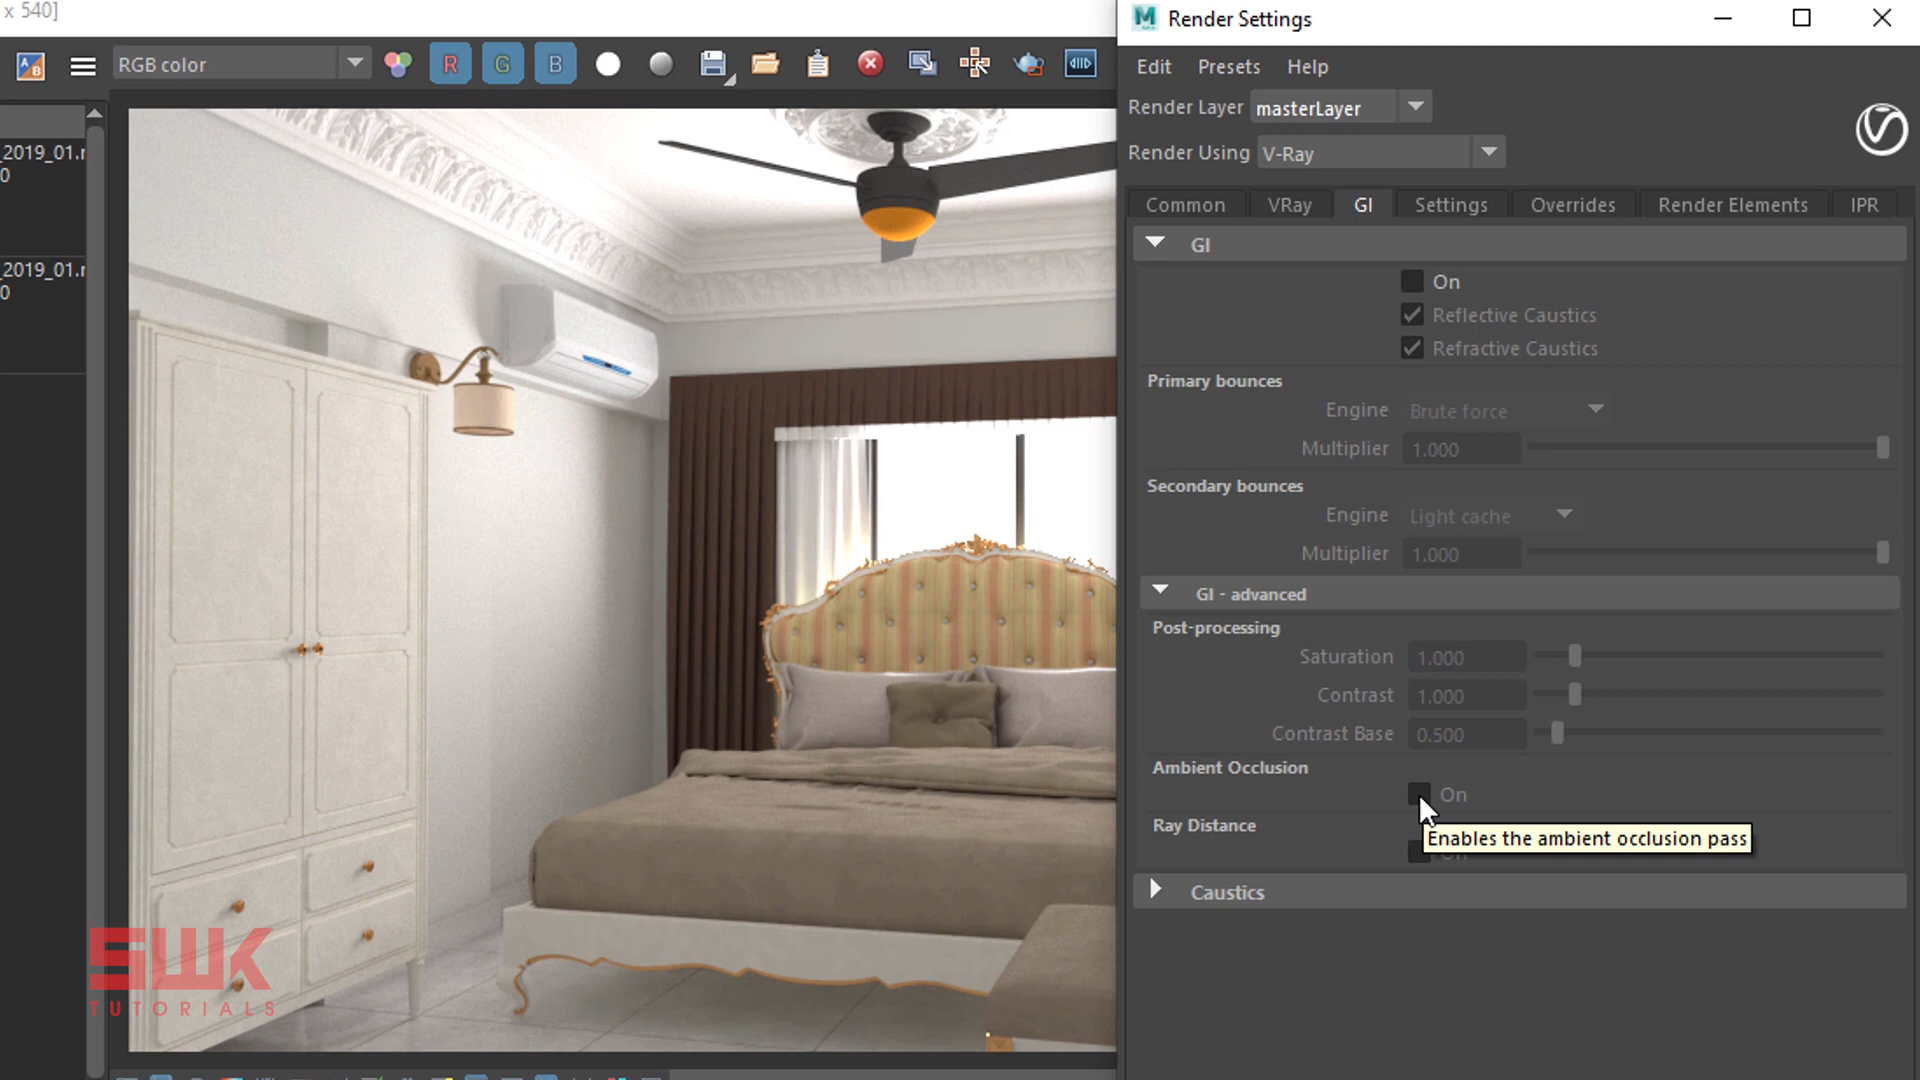 x 540]
Render Settings
RGB color
R
G
B
Edit
Presets
Help
Render Layer
masterLayer
Render Using
V-Ray
_2019_01.r
0
_2019_01.r
0
Common
VRay
GI
Settings
Overrides
Render Elements
IPR
GI
On
Reflective Caustics
Refractive Caustics
Primary bounces
Engine
Brute force
Multiplier
1.000
Secondary bounces
Engine
Light cache
Multiplier
1.000
GI - advanced
Post-processing
Saturation
1.000
Contrast
1.000
Contrast Base
0.500
Ambient Occlusion
On
Ray Distance
Enables the ambient occlusion pass
On
Caustics
SWK
TUTORIALS